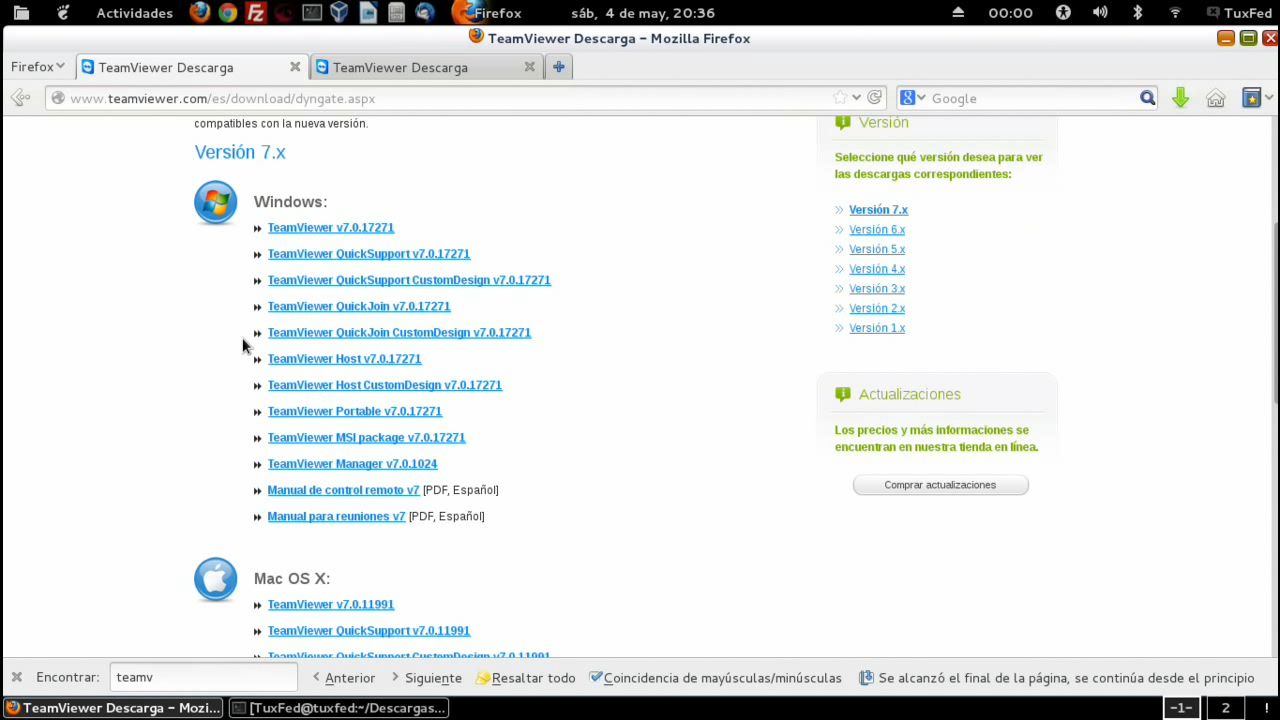 Actividades
Firefox
sáb, 4 de may, 20:36
00:00
TuxFed
TeamViewer Descarga - Mozilla Firefox
Firefox
TeamViewer Descarga
TeamViewer Descarga
www.teamviewer.com/es/download/dyngate.aspx
Google
compatibles con la nueva versión.
Versión 7.x
Windows:
TeamViewer v7.0.17271
TeamViewer QuickSupport v7.0.17271
TeamViewer QuickSupport CustomDesign v7.0.17271
TeamViewer QuickJoin v7.0.17271
TeamViewer QuickJoin CustomDesign v7.0.17271
TeamViewer Host v7.0.17271
TeamViewer Host CustomDesign v7.0.17271
TeamViewer Portable v7.0.17271
TeamViewer MSI package v7.0.17271
TeamViewer Manager v7.0.1024
Manual de control remoto v7 [PDF, Español]
Manual para reuniones v7 [PDF, Español]
Mac OS X:
TeamViewer v7.0.11991
TeamViewer QuickSupport v7.0.11991
TeamViewer QuickSupport CustomDesign v7.0.11991
Versión
Seleccione qué versión desea para ver
las descargas correspondientes:
Versión 7.x
Versión 6.x
Versión 5.x
Versión 4.x
Versión 3.x
Versión 2.x
Versión 1.x
Actualizaciones
Los precios y más informaciones se
encuentran en nuestra tienda en línea.
Comprar actualizaciones
Encontrar:
teamv
Anterior
Siguiente
Resaltar todo
Coincidencia de mayúsculas/minúsculas
Se alcanzó el final de la página, se continúa desde el principio
TeamViewer Descarga - Mozi...
[TuxFed@tuxfed:~/Descargas...
-1-
2
!